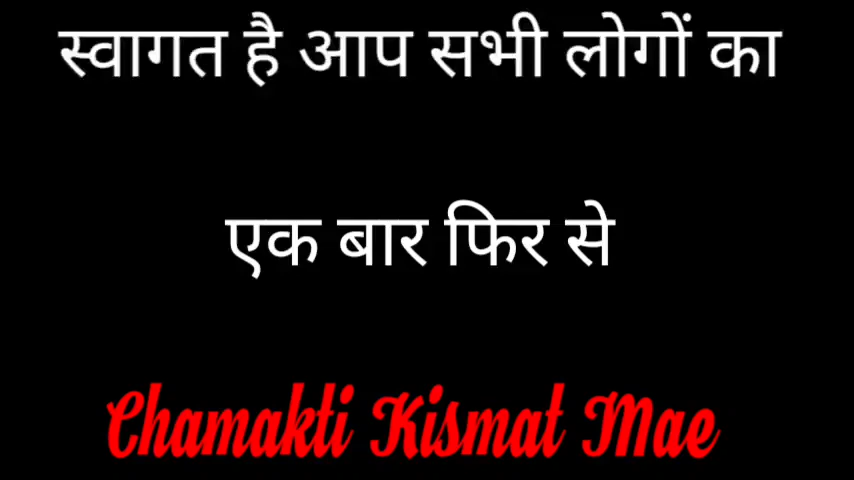 स्वागत है आप सभी लोगों का
एक बार फिर से
Chamakti Kismat Mae